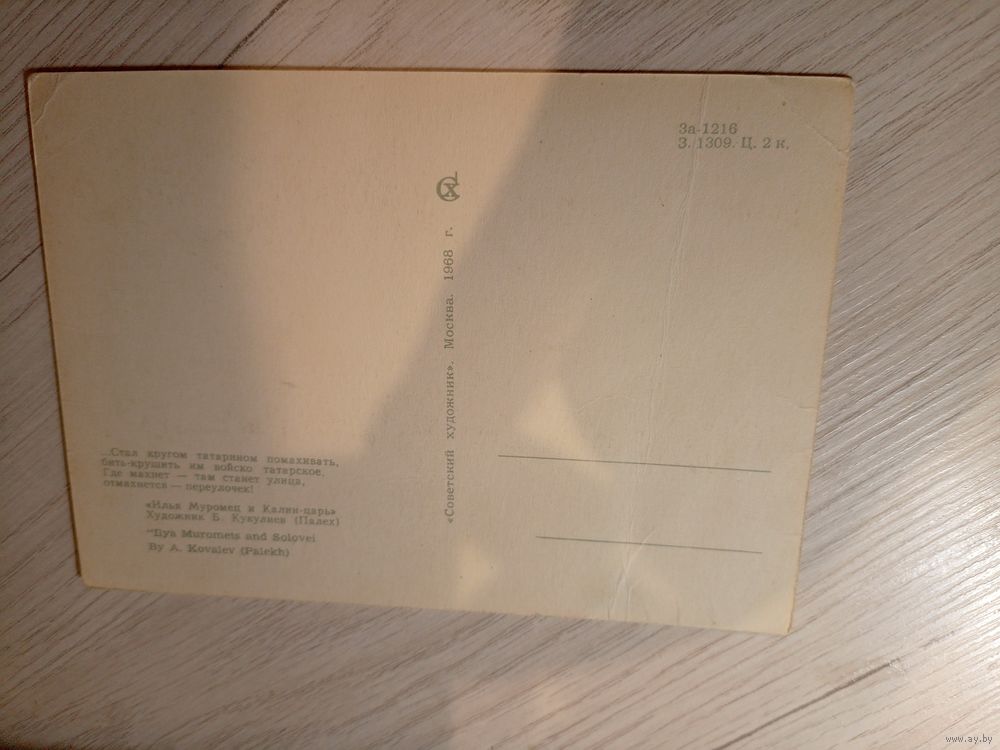 ...Стал кругом татарином помахивать,
бить-крушить им войско татарское,
Где махнет — там станет улица,
отмахнется — переулочек!
«Илья Муромец и Калин-царь»
Художник Б. Кукулиев (Палех)
"Ilya Muromets and Solovei
By A. Kovalev (Palekh)
СХ
«Советский художник». Москва. 1968 г.
За-1216
З. 1309. Ц. 2 к.
www.ay.by